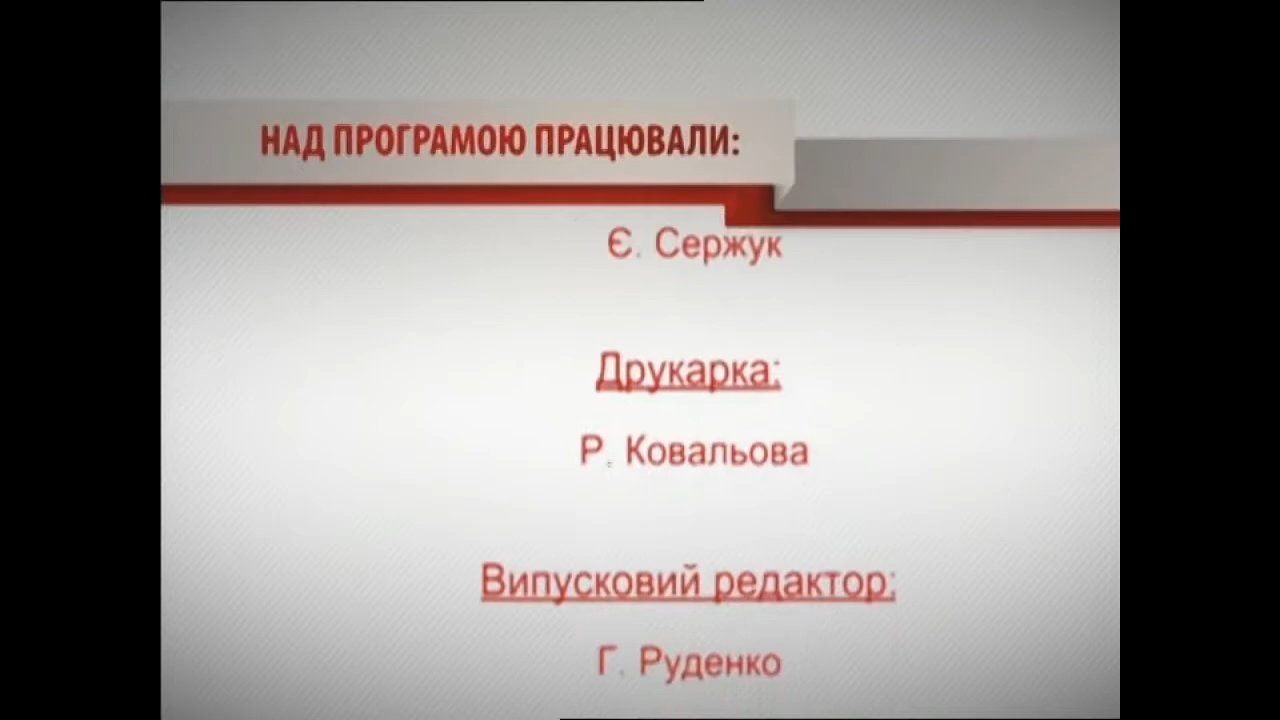 НАД ПРОГРАМОЮ ПРАЦЮВАЛИ:
Є. Сержук
Друкарка:
Р. Ковальова
Випусковий редактор:
Г. Руденко